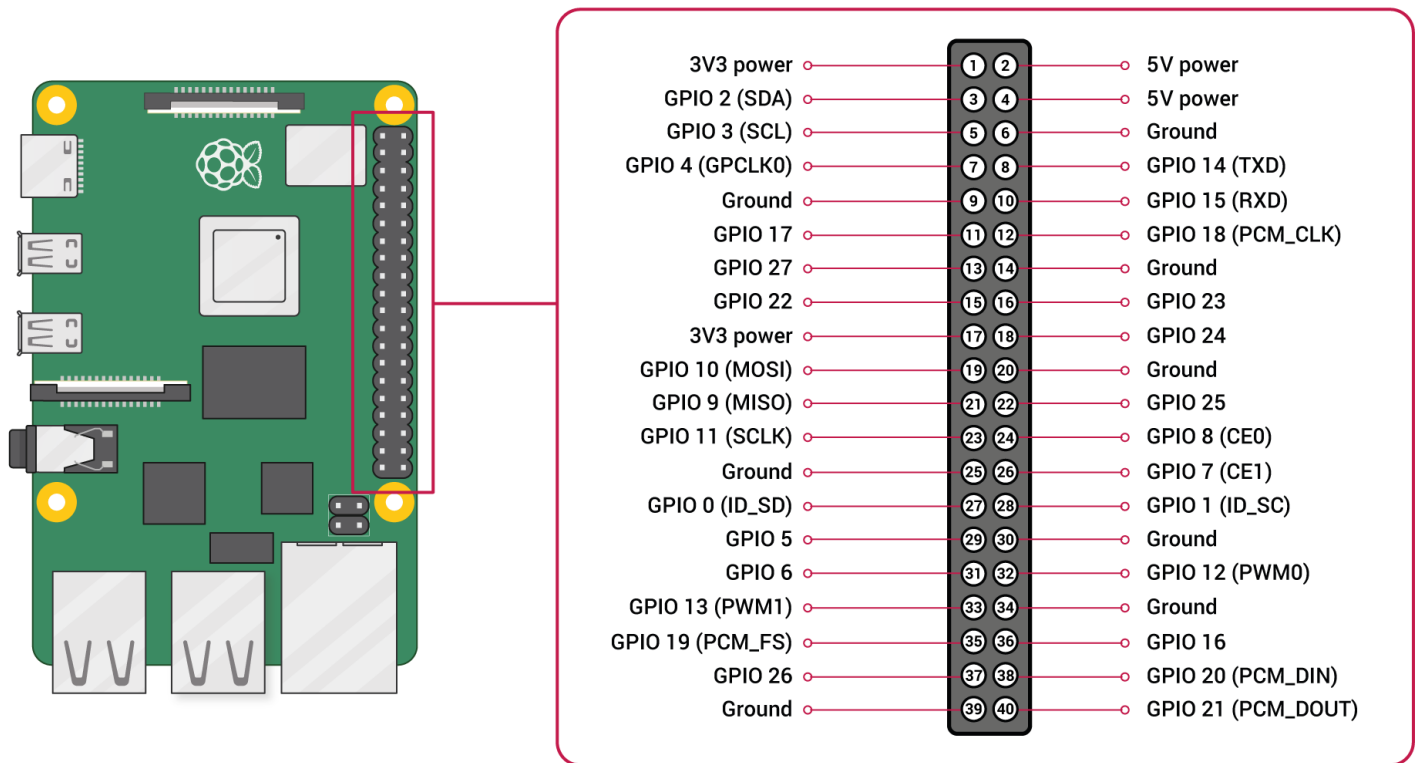 3V3 power 1 2 5V power
GPIO 2 (SDA) 3 4 5V power
GPIO 3 (SCL) 5 6 Ground
GPIO 4 (GPCLK0) 7 8 GPIO 14 (TXD)
Ground 9 10 GPIO 15 (RXD)
GPIO 17 11 12 GPIO 18 (PCM_CLK)
GPIO 27 13 14 Ground
GPIO 22 15 16 GPIO 23
3V3 power 17 18 GPIO 24
GPIO 10 (MOSI) 19 20 Ground
GPIO 9 (MISO) 21 22 GPIO 25
GPIO 11 (SCLK) 23 24 GPIO 8 (CE0)
Ground 25 26 GPIO 7 (CE1)
GPIO 0 (ID_SD) 27 28 GPIO 1 (ID_SC)
GPIO 5 29 30 Ground
GPIO 6 31 32 GPIO 12 (PWM0)
GPIO 13 (PWM1) 33 34 Ground
GPIO 19 (PCM_FS) 35 36 GPIO 16
GPIO 26 37 38 GPIO 20 (PCM_DIN)
Ground 39 40 GPIO 21 (PCM_DOUT)